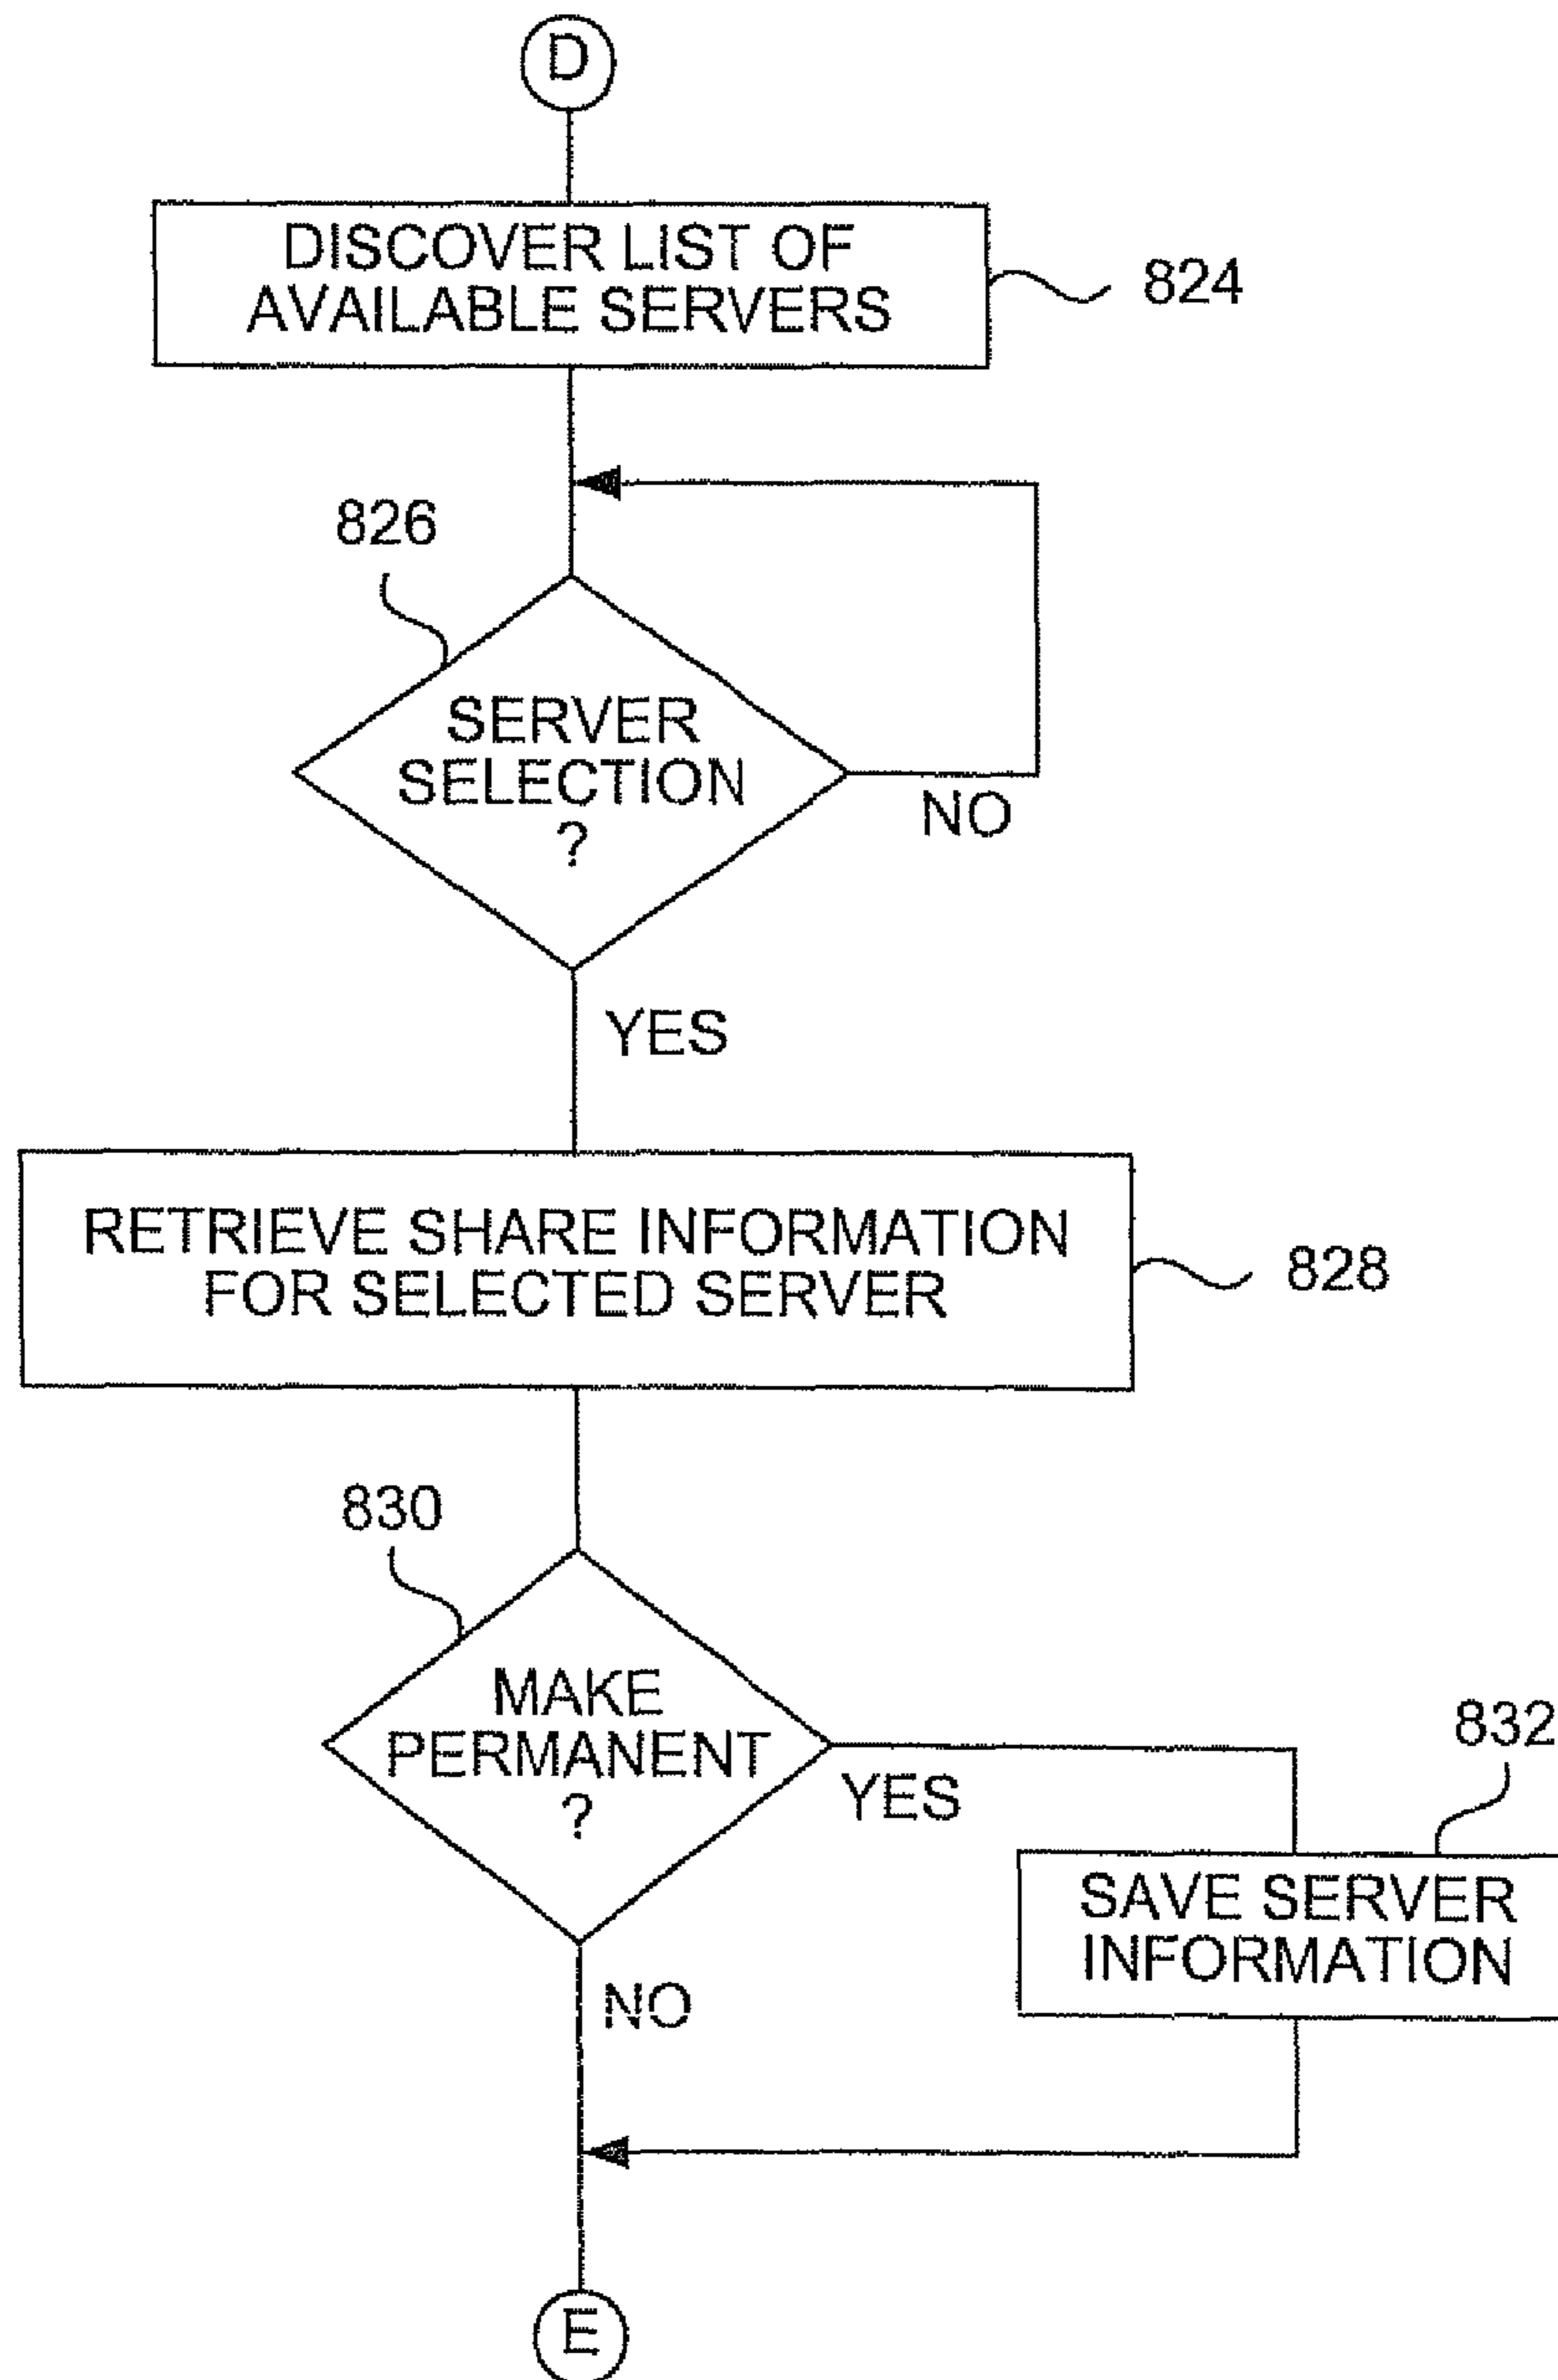 D
DISCOVER LIST OF
AVAILABLE SERVERS
824
826
SERVER
SELECTION
?
NO
YES
RETRIEVE SHARE INFORMATION
FOR SELECTED SERVER
828
830
MAKE
PERMANENT
?
YES
832
SAVE SERVER
INFORMATION
NO
E